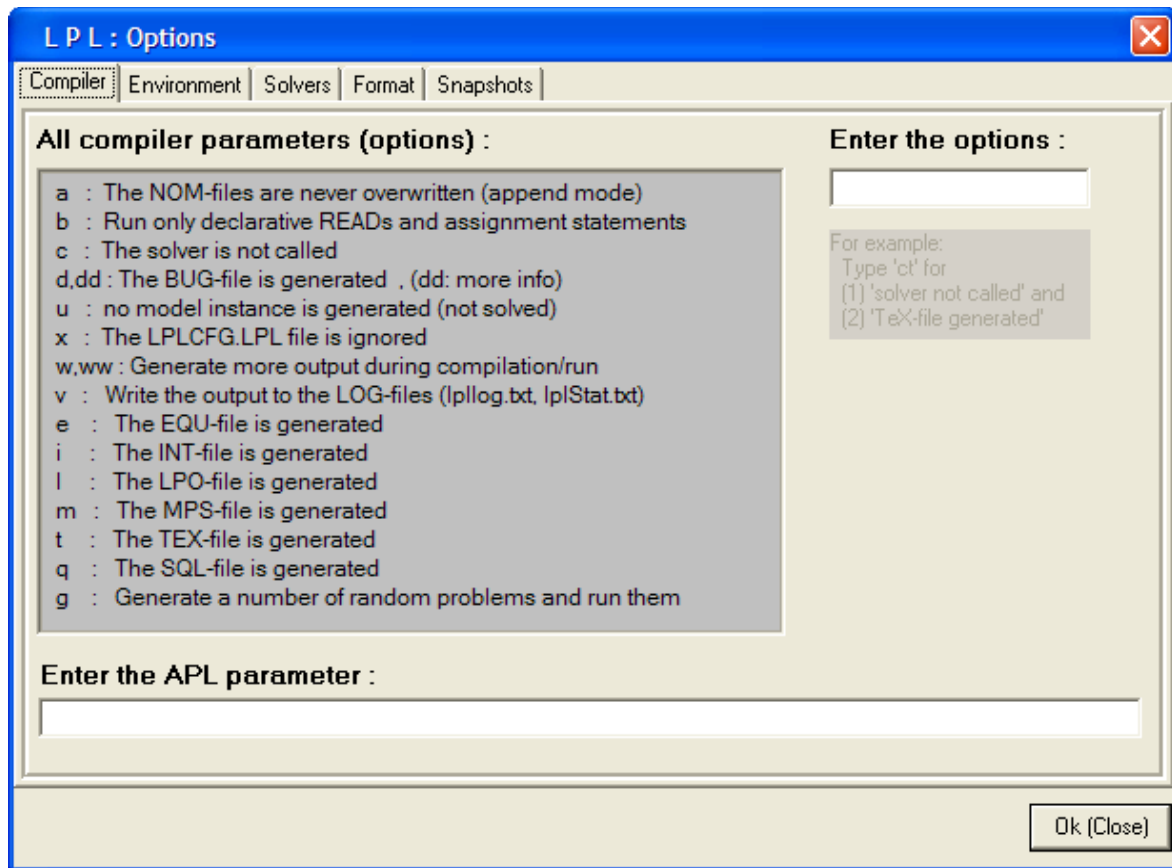 L P L : Options
Compiler Environment Solvers Format Snapshots
All compiler parameters (options) :
a : The NOM-files are never overwritten (append mode)
b : Run only declarative READs and assignment statements
c : The solver is not called
d,dd : The BUG-file is generated , (dd: more info)
u : no model instance is generated (not solved)
x : The LPLCFG.LPL file is ignored
w,ww : Generate more output during compilation/run
v : Write the output to the LOG-files (lpllog.txt, lplStat.txt)
e : The EQU-file is generated
i : The INT-file is generated
l : The LPO-file is generated
m : The MPS-file is generated
t : The TEX-file is generated
q : The SQL-file is generated
g : Generate a number of random problems and run them
Enter the options :
For example:
Type 'ct' for
(1) 'solver not called' and
(2) 'TeX-file generated'
Enter the APL parameter :
Ok (Close)